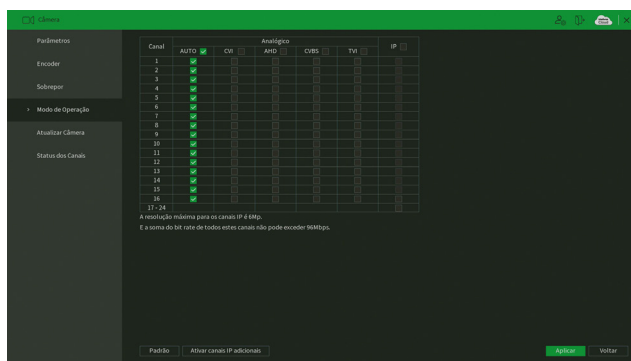 Câmera
Parâmetros
Encoder
Sobrepor
Modo de Operação
Atualizar Câmera
Status dos Canais
Canal Analógico IP
AUTO CVI AHD CVBS TVI
1
2
3
4
5
6
7
8
9
10
11
12
13
14
15
16
17 - 24
A resolução máxima para os canais IP é 6Mp.
E a soma do bit rate de todos estes canais não pode exceder 96Mbps.
Padrão Ativar canais IP adicionais Aplicar Voltar